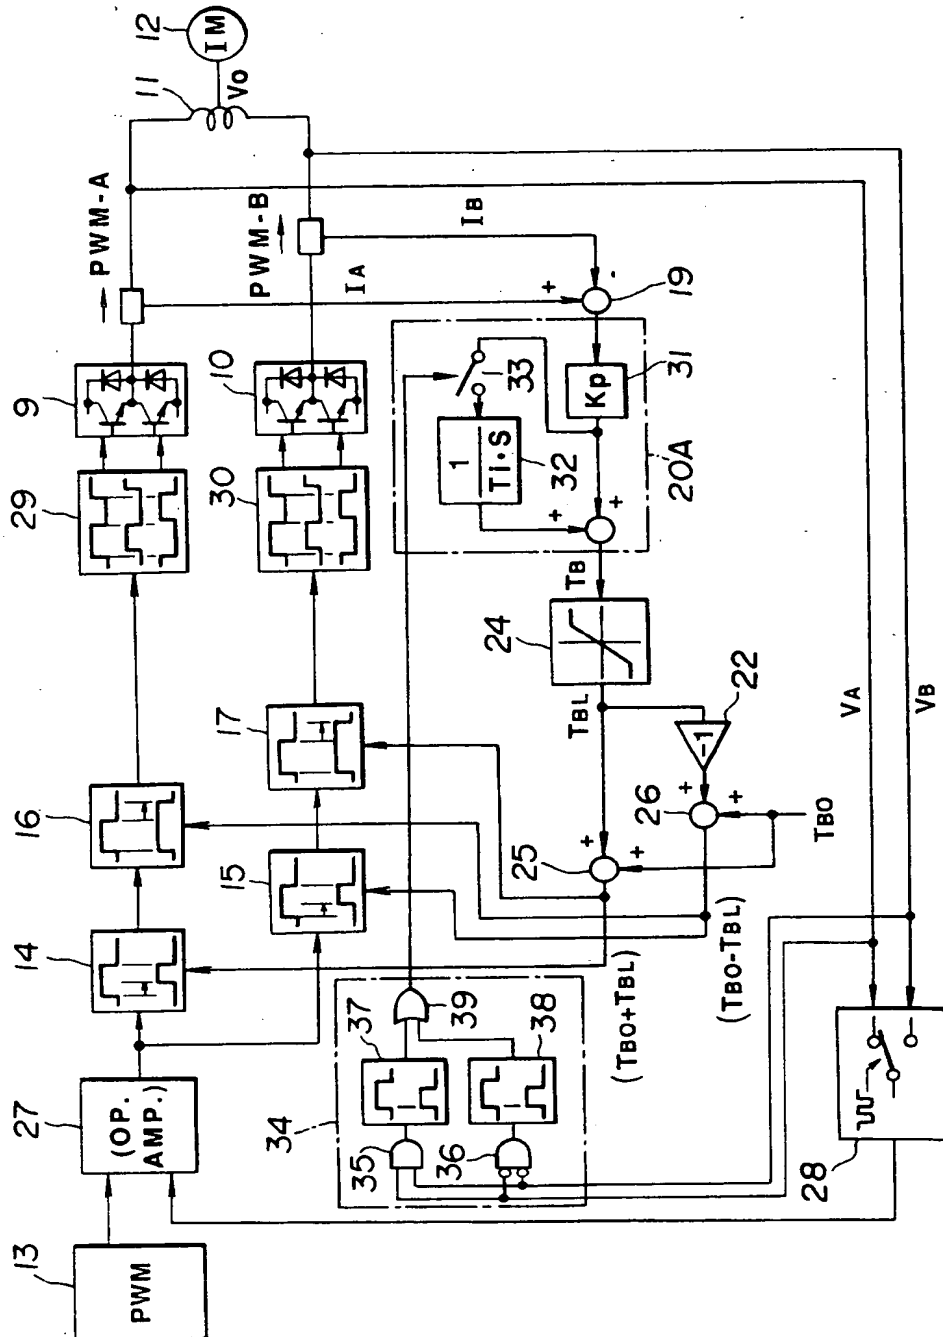 12
IM
11
Vo
PWM-A
PWM-B
IA
IB
9
10
29
30
+
-
19
33
31
Kp
1
Ti·S
32
20A
+
+
TB
24
TBL
22
-1
17
16
15
14
+
26
+
+
25
+
TBO
VA
VB
(TBO+TBL)
(TBO-TBL)
37
39
38
34
35
36
27
(OP.
AMP.)
28
13
PWM